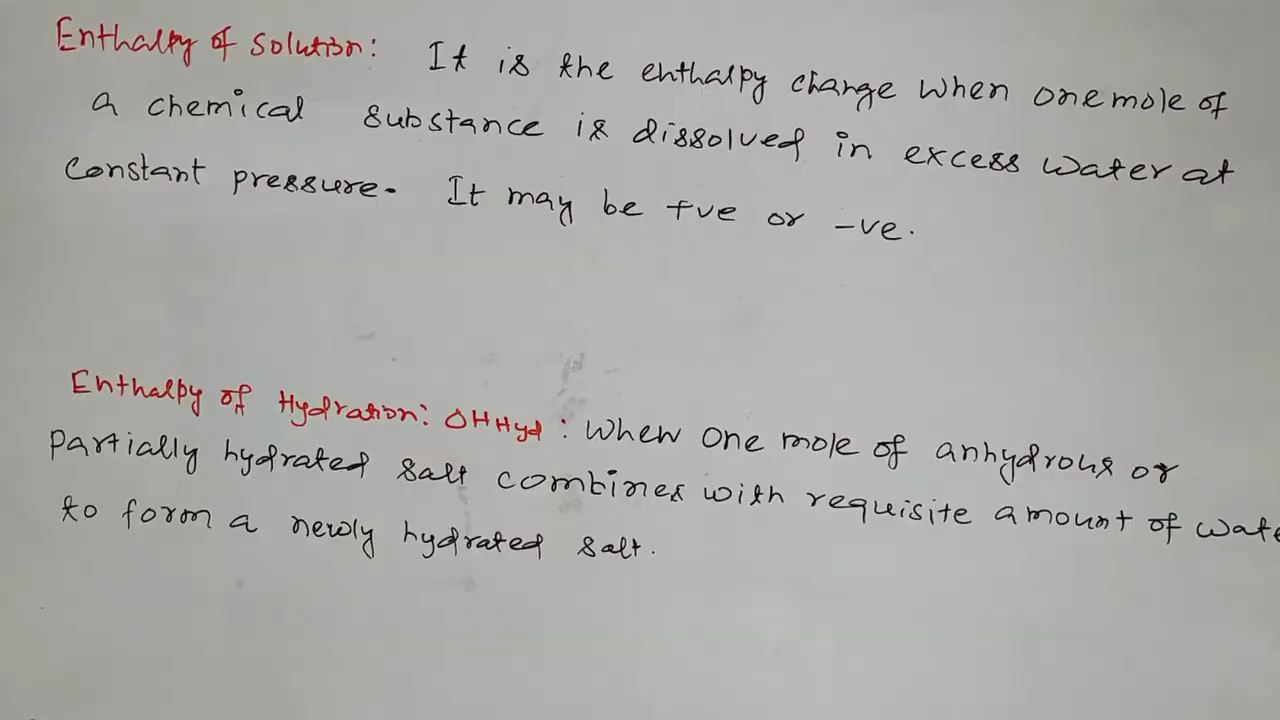 Enthalpy of Solution: It is the enthalpy change when one mole of
a chemical substance is dissolved in excess water at
constant pressure. It may be +ve or -ve.
Enthalpy of Hydration: ΔHHyd: When one mole of anhydrous or
partially hydrated salt combines with requisite amount of wate
to form a newly hydrated salt.